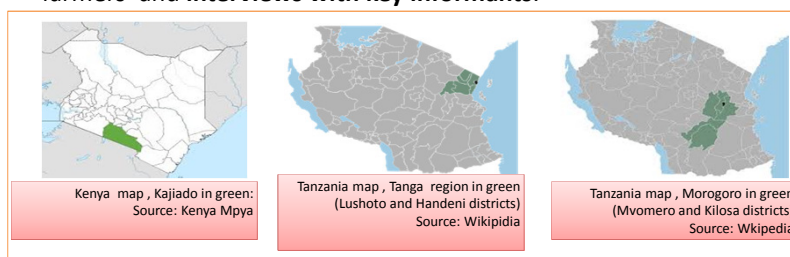 farmers and interviews with key informants.
Kenya map , Kajiado in green:
Source: Kenya Mpya
Tanzania map , Tanga region in green
(Lushoto and Handeni districts)
Source: Wikipidia
Tanzania map , Morogoro in green
(Mvomero and Kilosa districts
Source: Wkipedia